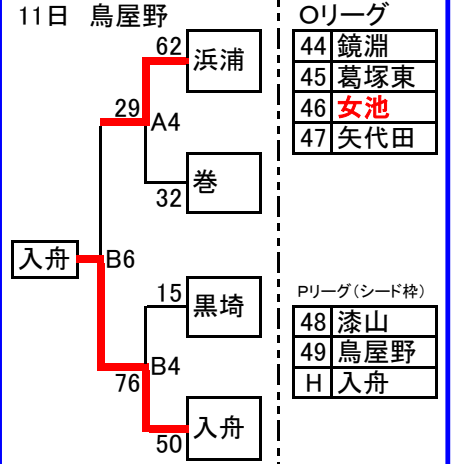 11日 鳥屋野
62
浜浦
29
A4
巻
32
入舟
B6
15
黒埼
B4
76
入舟
50
Oリーグ
44 鏡淵
45 葛塚東
46 女池
47 矢代田
Pリーグ（シード枠）
48 漆山
49 鳥屋野
H 入舟